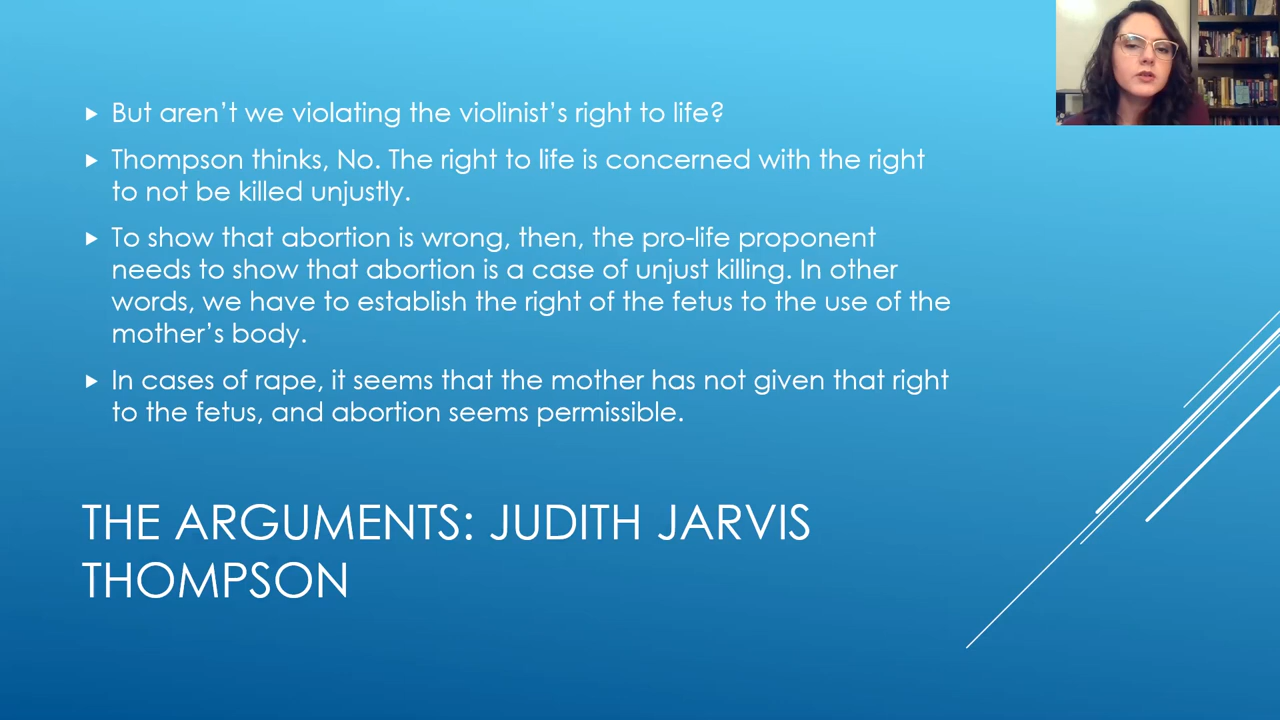 But aren’t we violating the violinist’s right to life?
Thompson thinks, No. The right to life is concerned with the right
to not be killed unjustly.
To show that abortion is wrong, then, the pro-life proponent
needs to show that abortion is a case of unjust killing. In other
words, we have to establish the right of the fetus to the use of the
mother’s body.
In cases of rape, it seems that the mother has not given that right
to the fetus, and abortion seems permissible.
THE ARGUMENTS: JUDITH JARVIS
THOMPSON